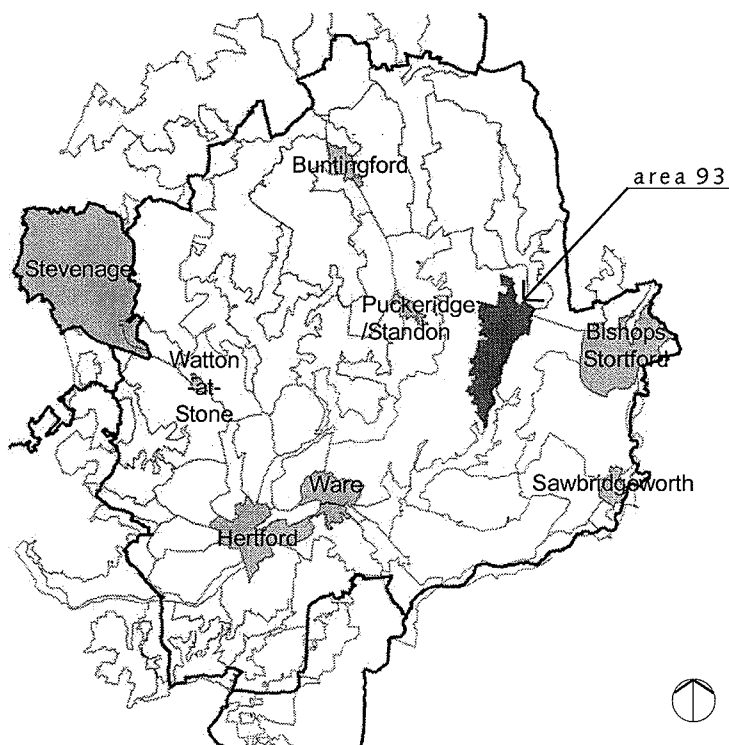 Buntingford
area 93
Stevenage
Puckeridge
/Standon
Bishops
Stortford
Watton
-at-
Stone
Ware
Sawbridgeworth
Hertford